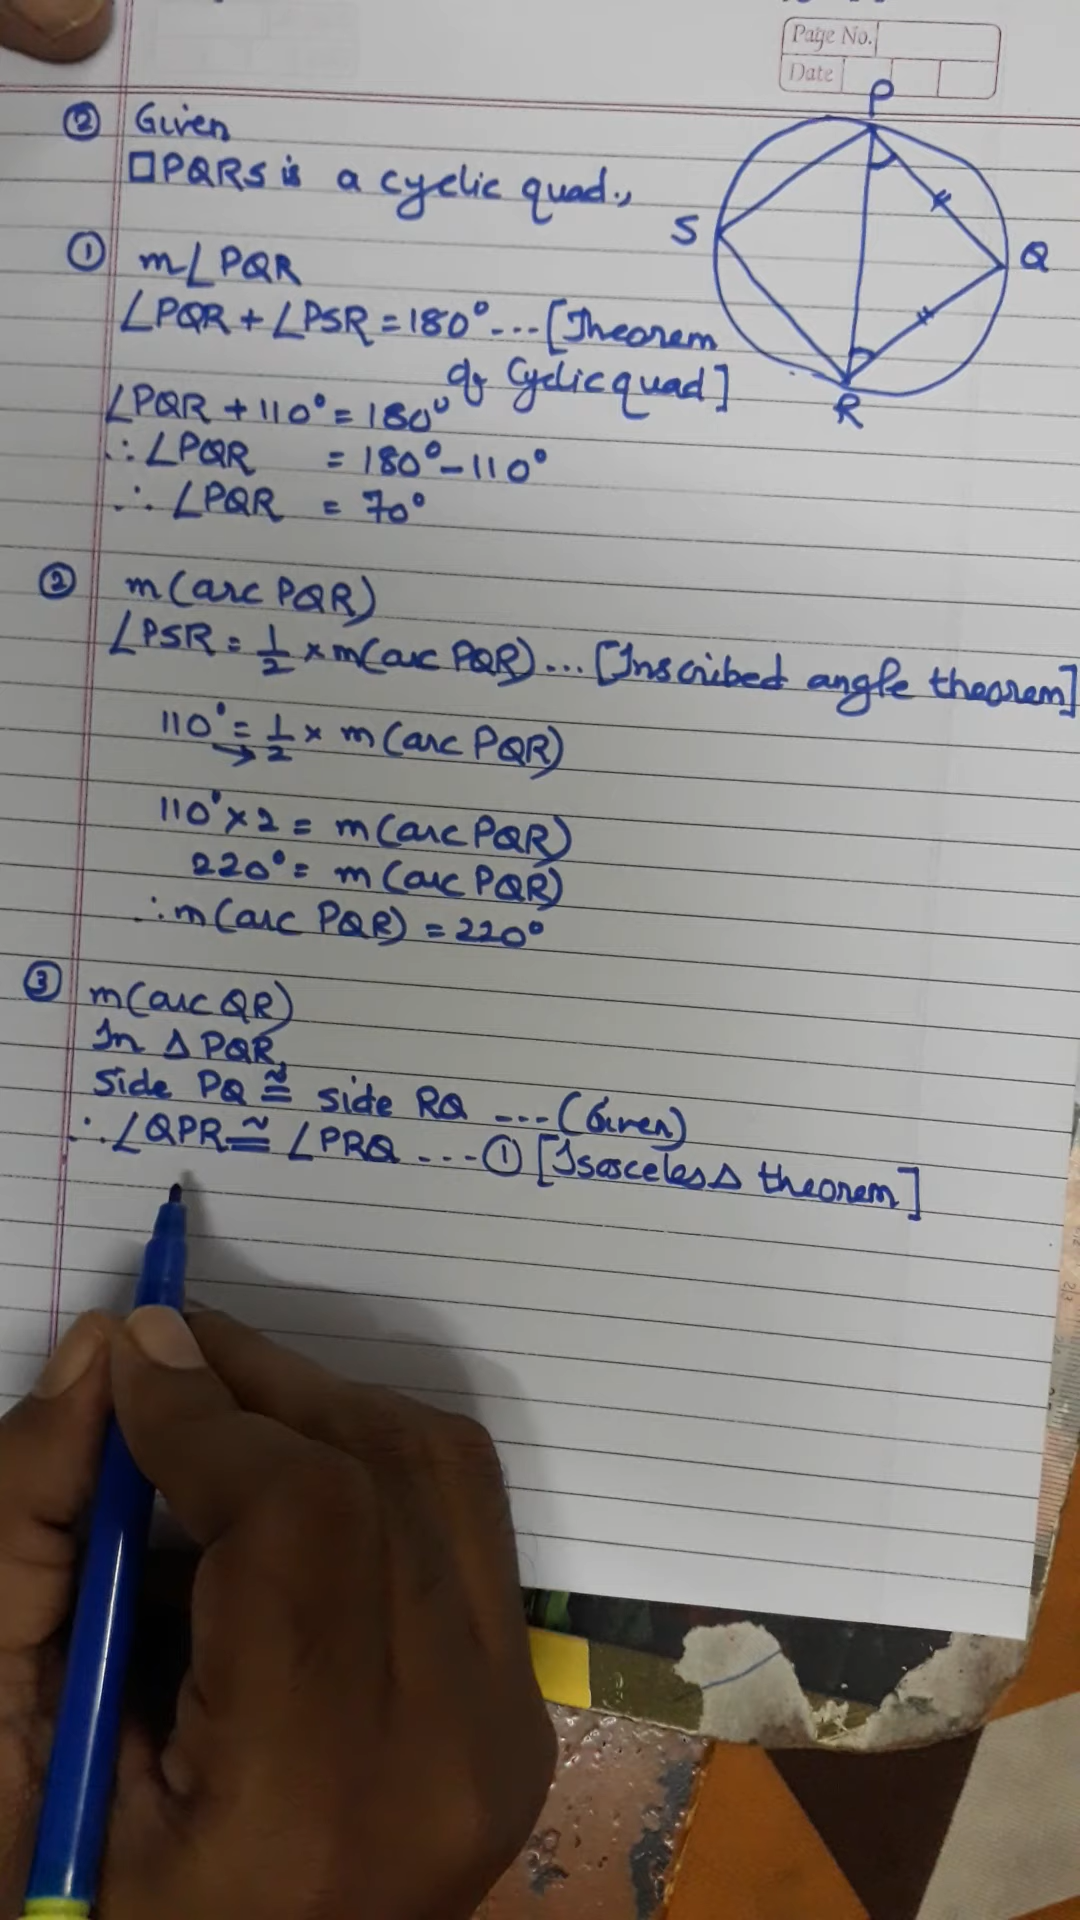 Page No.
Date
② Given
□PQRS is a cyclic quad.,
P
S
Q
R
① m∠PQR
∠PQR + ∠PSR = 180° ... [Theorem
of Cyclic quad]
∠PQR + 110° = 180°
∴ ∠PQR = 180° - 110°
∴ ∠PQR = 70°
② m(arc PQR)
∠PSR = 1/2 × m(arc PQR) ... [Inscribed angle theorem]
110° = 1/2 × m(arc PQR)
110° × 2 = m(arc PQR)
220° = m(arc PQR)
∴ m(arc PQR) = 220°
③ m(arc QR)
In △ PQR,
Side PQ ≅ side RQ ... (Given)
∴ ∠QPR ≅ ∠PRQ ... ① [Isosceles △ theorem]